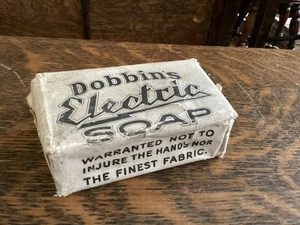 Dobbins
Electric
SOAP
WARRANTED NOT TO
INJURE THE HANDS NOR
THE FINEST FABRIC.